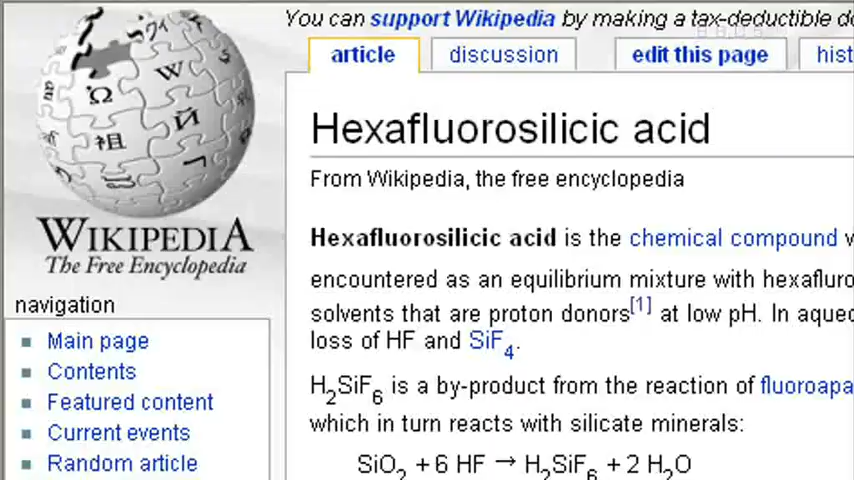 You can support Wikipedia by making a tax-deductible
article
discussion
edit this page
Hexafluorosilicic acid
From Wikipedia, the free encyclopedia
Hexafluorosilicic acid is the chemical compound
encountered as an equilibrium mixture with
solvents that are proton donors[1] at low pH. In
loss of HF and SiF4.
H2SiF6 is a by-product from the reaction of
which in turn reacts with silicate minerals:
SiO2 + 6 HF → H2SiF6 + 2 H2O
WIKIPEDIA
The Free Encyclopedia
navigation
Main page
Contents
Featured content
Current events
Random article